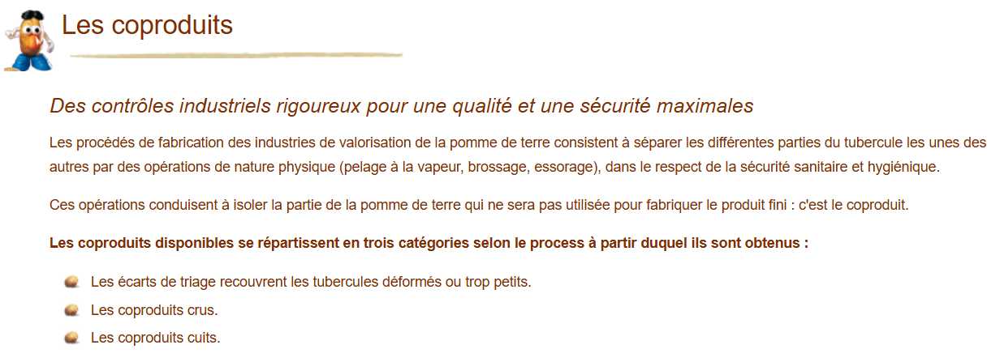 Les coproduits
Des contrôles industriels rigoureux pour une qualité et une sécurité maximales
Les procédés de fabrication des industries de valorisation de la pomme de terre consistent à séparer les différentes parties du tubercule les unes des
autres par des opérations de nature physique (pelage à la vapeur, brossage, essorage), dans le respect de la sécurité sanitaire et hygiénique.
Ces opérations conduisent à isoler la partie de la pomme de terre qui ne sera pas utilisée pour fabriquer le produit fini : c'est le coproduit.
Les coproduits disponibles se répartissent en trois catégories selon le process à partir duquel ils sont obtenus :
Les écarts de triage recouvrent les tubercules déformés ou trop petits.
Les coproduits crus.
Les coproduits cuits.